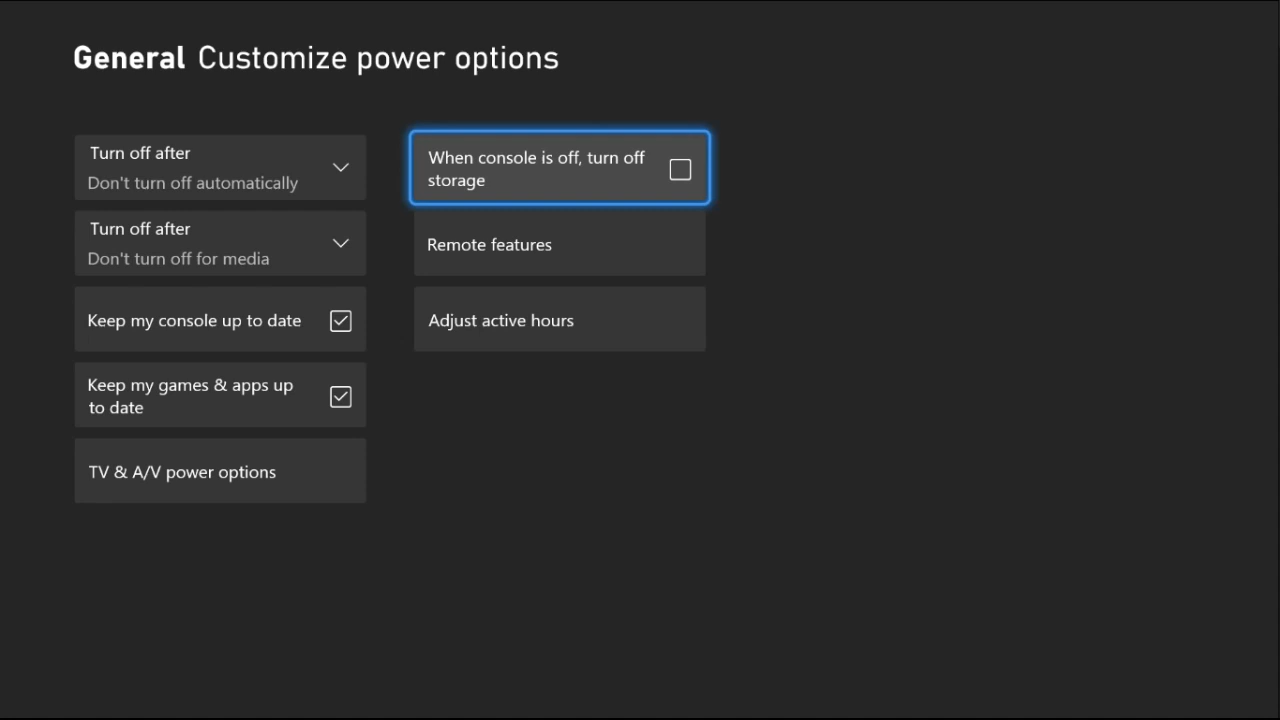 General Customize power options
Turn off after
Don't turn off automatically
Turn off after
Don't turn off for media
Keep my console up to date
Keep my games & apps up
to date
TV & A/V power options
When console is off, turn off
storage
Remote features
Adjust active hours